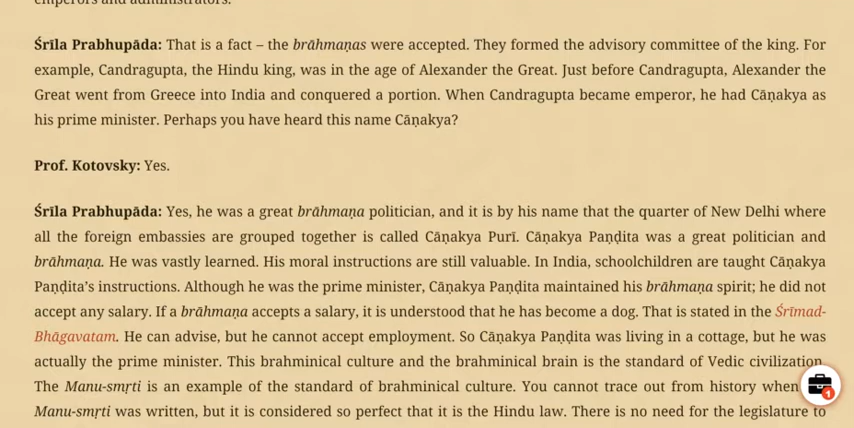 emperors and administrators.
Śrīla Prabhupāda: That is a fact – the brāhmaṇas were accepted. They formed the advisory committee of the king. For
example, Candragupta, the Hindu king, was in the age of Alexander the Great. Just before Candragupta, Alexander the
Great went from Greece into India and conquered a portion. When Candragupta became emperor, he had Cāṇakya as
his prime minister. Perhaps you have heard this name Cāṇakya?
Prof. Kotovsky: Yes.
Śrīla Prabhupāda: Yes, he was a great brāhmaṇa politician, and it is by his name that the quarter of New Delhi where
all the foreign embassies are grouped together is called Cāṇakya Purī. Cāṇakya Paṇḍita was a great politician and
brāhmaṇa. He was vastly learned. His moral instructions are still valuable. In India, schoolchildren are taught Cāṇakya
Paṇḍita's instructions. Although he was the prime minister, Cāṇakya Paṇḍita maintained his brāhmaṇa spirit; he did not
accept any salary. If a brāhmaṇa accepts a salary, it is understood that he has become a dog. That is stated in the Śrīmad-
Bhāgavatam. He can advise, but he cannot accept employment. So Cāṇakya Paṇḍita was living in a cottage, but he was
actually the prime minister. This brahminical culture and the brahminical brain is the standard of Vedic civilization.
The Manu-smṛti is an example of the standard of brahminical culture. You cannot trace out from history when
Manu-smṛti was written, but it is considered so perfect that it is the Hindu law. There is no need for the legislature to
1